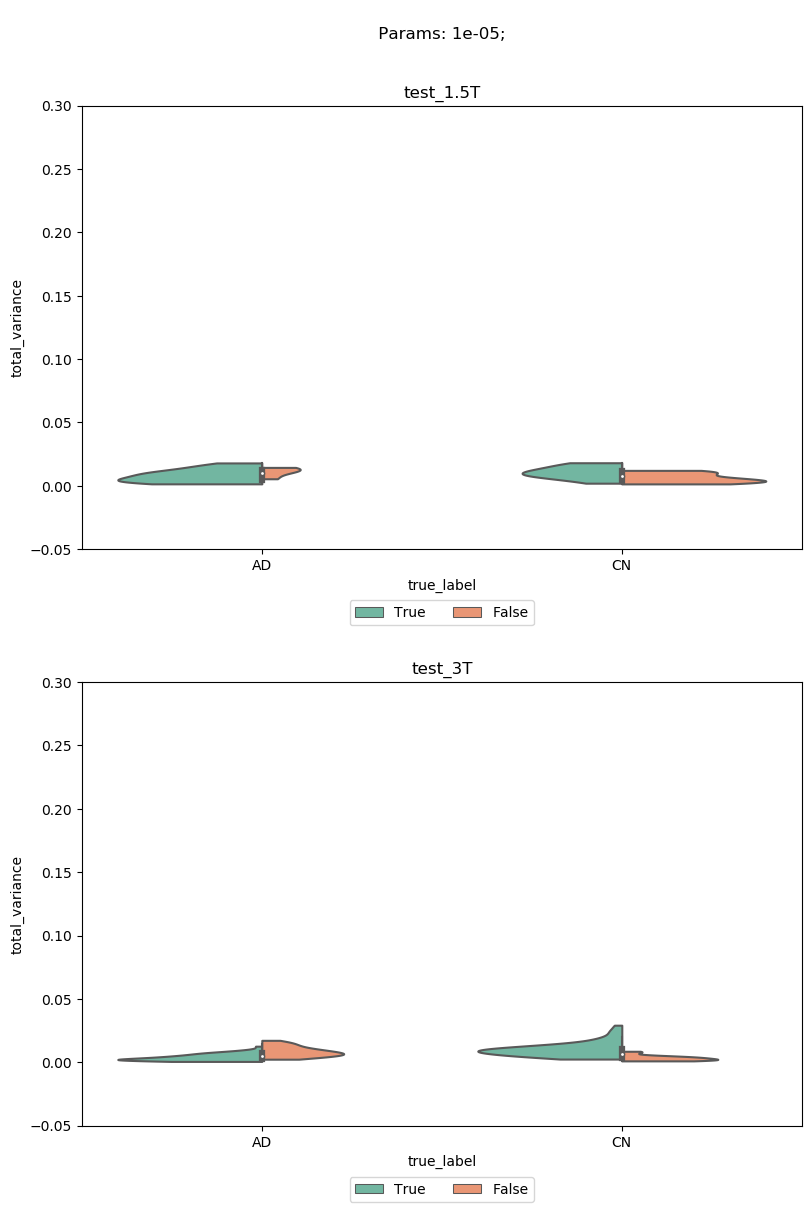 Params: 1e-05;
test_1.5T
0.30
0.25
0.20
0.15
0.10
0.05
0.00
−0.05
total_variance
AD CN
true_label
True False
test_3T
0.30
0.25
0.20
0.15
0.10
0.05
0.00
−0.05
total_variance
AD CN
true_label
True False